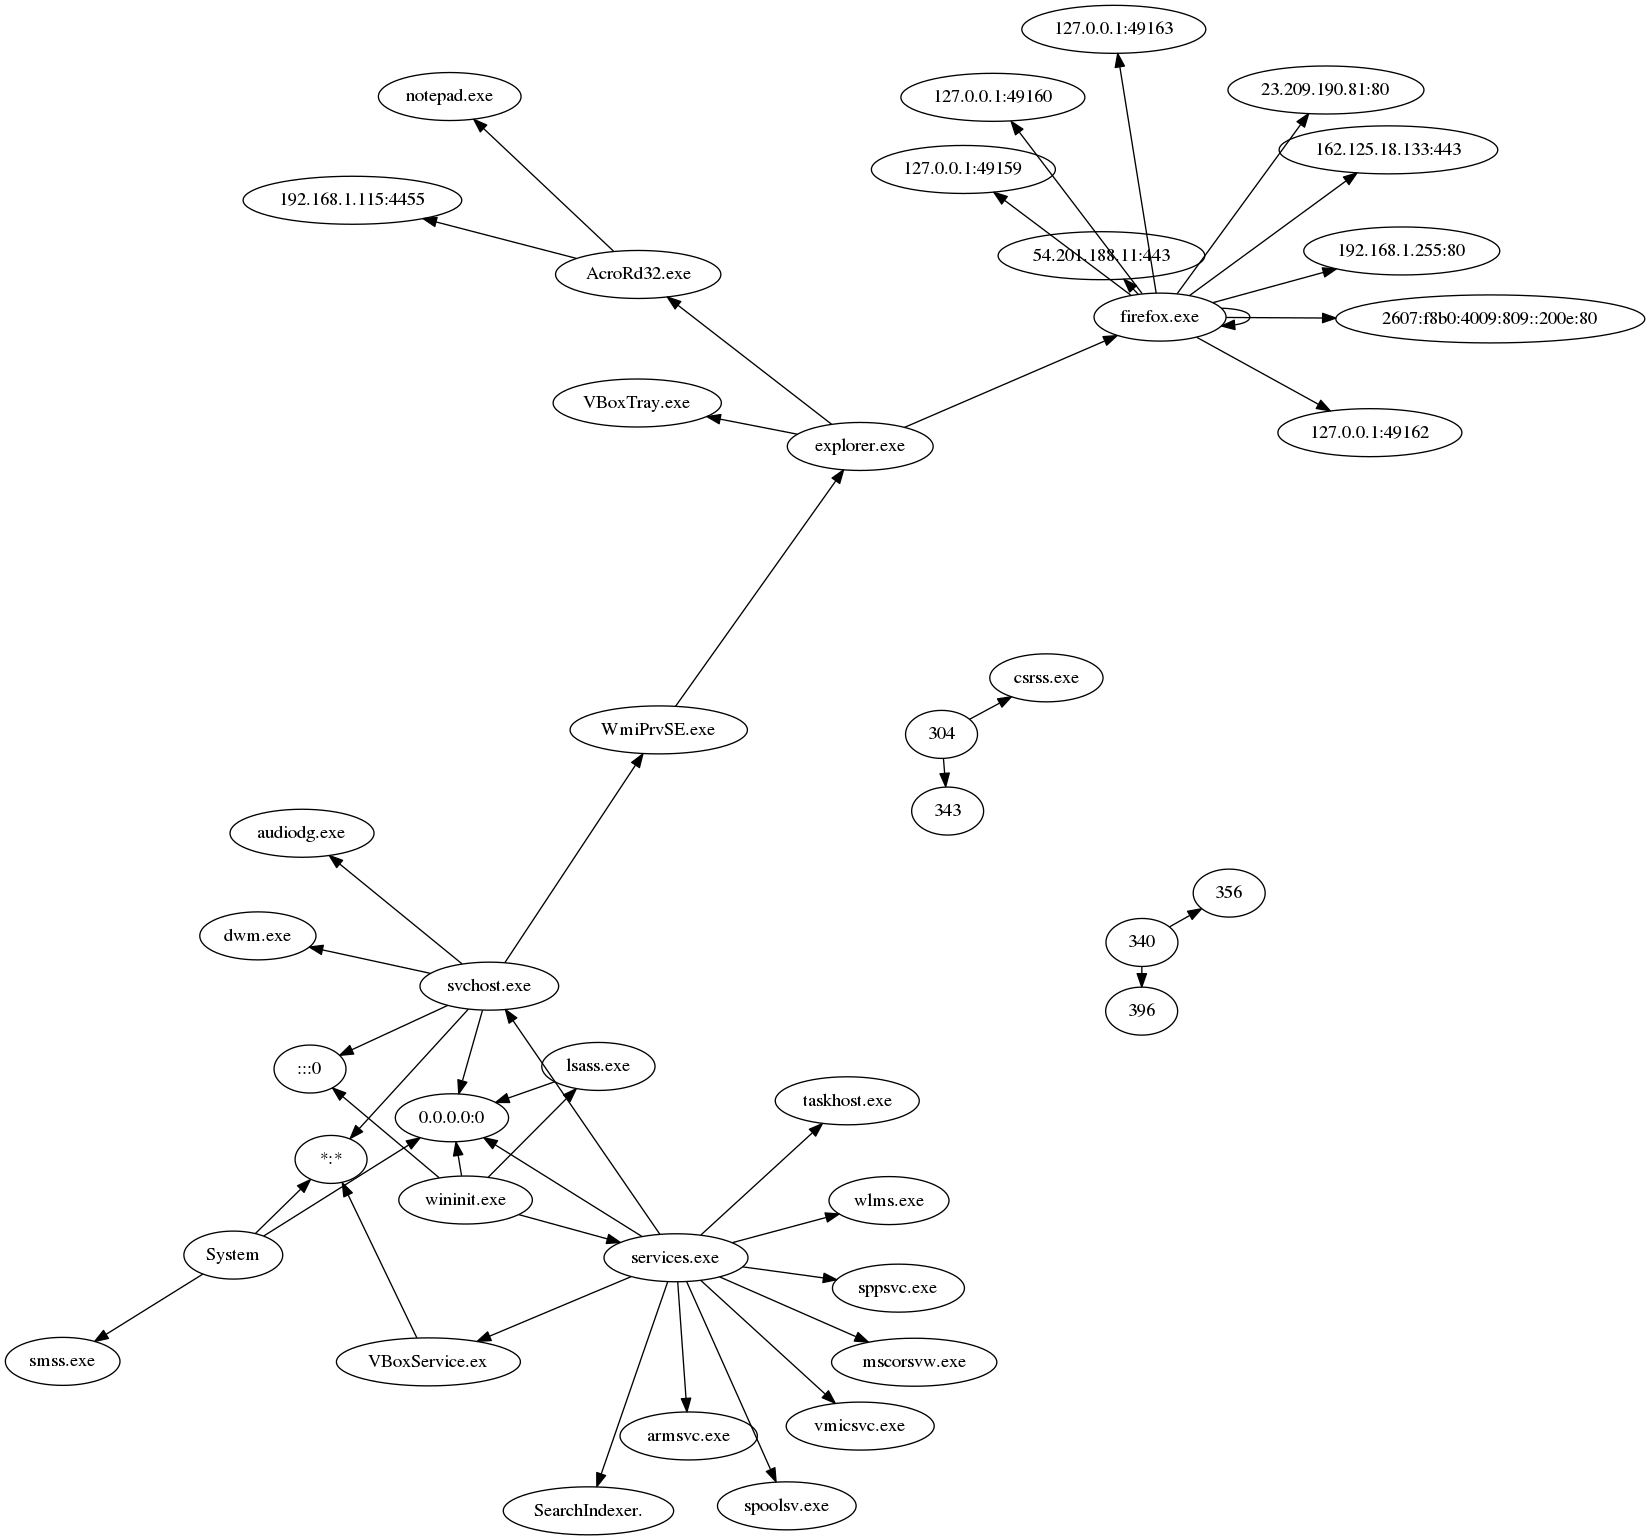 127.0.0.1:49163
23.209.190.81:80
notepad.exe
127.0.0.1:49160
162.125.18.133:443
127.0.0.1:49159
192.168.1.115:4455
192.168.1.255:80
54.201.188.11:443
AcroRd32.exe
firefox.exe
2607:f8b0:4009:809::200e:80
VBoxTray.exe
127.0.0.1:49162
explorer.exe
csrss.exe
WmiPrvSE.exe
304
343
audiodg.exe
356
dwm.exe
340
svchost.exe
396
lsass.exe
:::0
taskhost.exe
0.0.0.0:0
*:*
wininit.exe
wlms.exe
System
services.exe
sppsvc.exe
smss.exe
VBoxService.ex
mscorsvw.exe
vmicsvc.exe
armsvc.exe
spoolsv.exe
SearchIndexer.